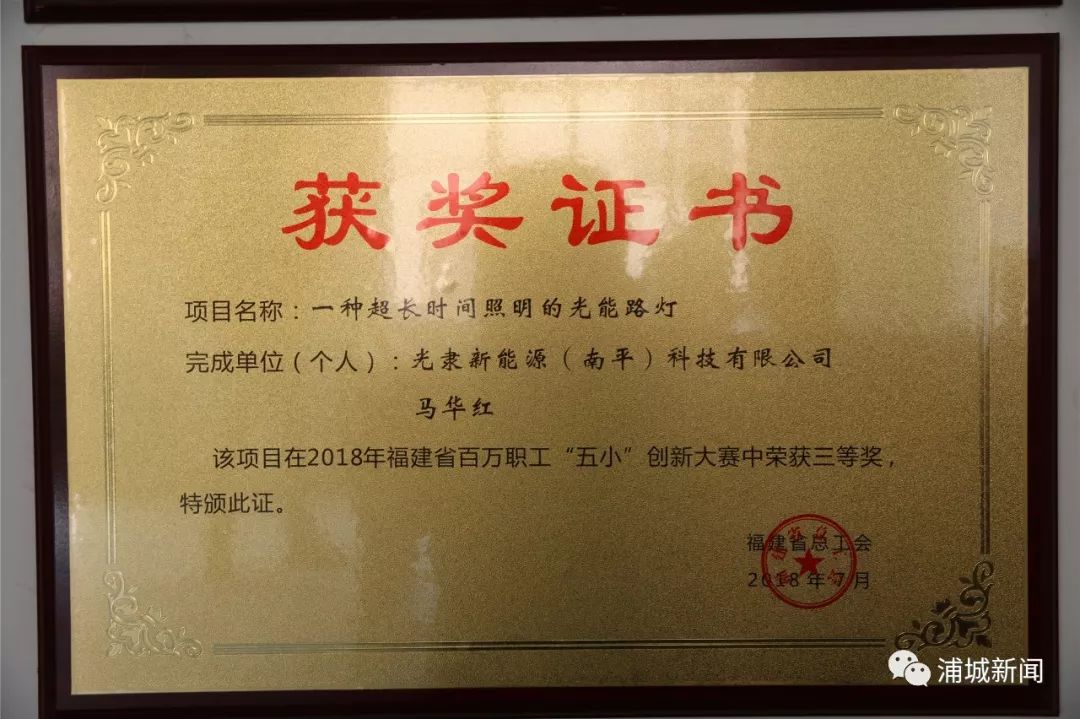 获奖证书
项目名称：一种超长时间照明的光能路灯
完成单位（个人）：光隶新能源（南平）科技有限公司
马华红
该项目在2018年福建省百万职工“五小”创新大赛中荣获三等奖，
特颁此证。
福建省总工会
2018年7月
浦城新闻